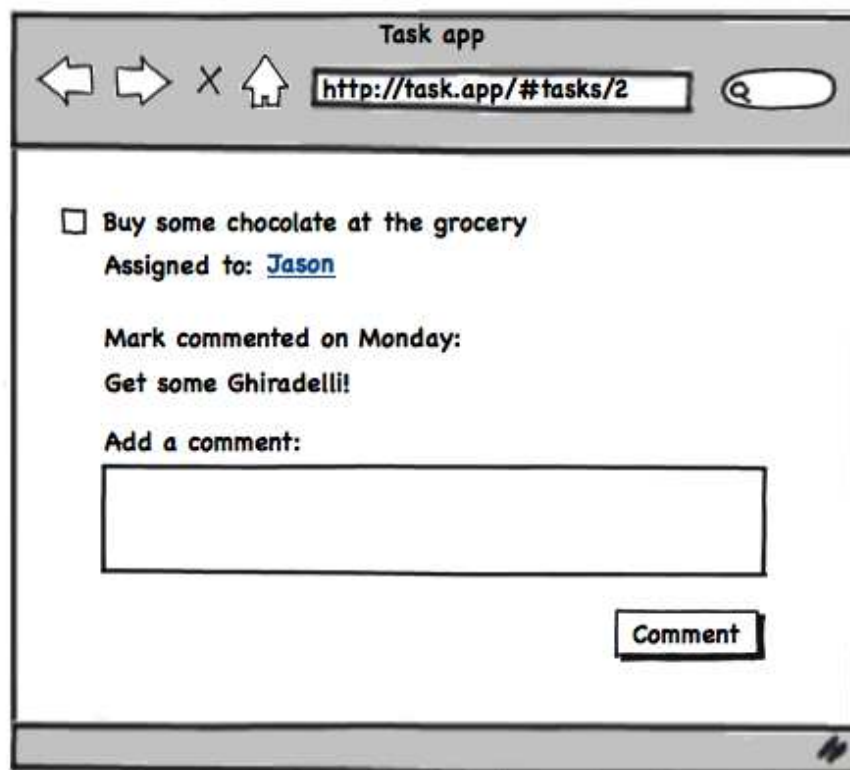 Task app
http://task.app/#tasks/2
Buy some chocolate at the grocery
Assigned to: Jason
Mark commented on Monday:
Get some Ghiradelli!
Add a comment:
Comment